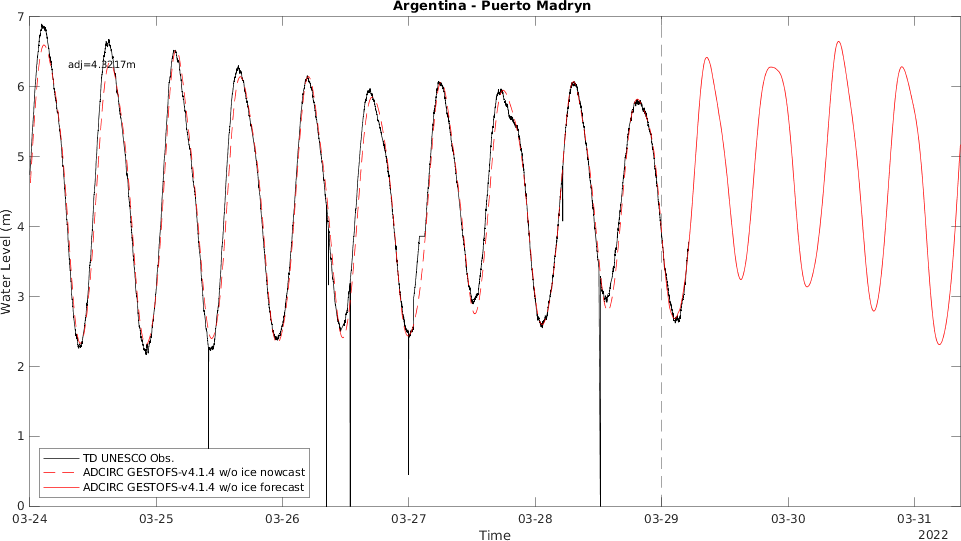 Argentina - Puerto Madryn
adj=4.3217m
Water Level (m)
7
6
5
4
3
2
1
0
TD UNESCO Obs.
ADCIRC GESTOFS-v4.1.4 w/o ice nowcast
ADCIRC GESTOFS-v4.1.4 w/o ice forecast
03-24 03-25 03-26 03-27 03-28 03-29 03-30 03-31
Time
2022